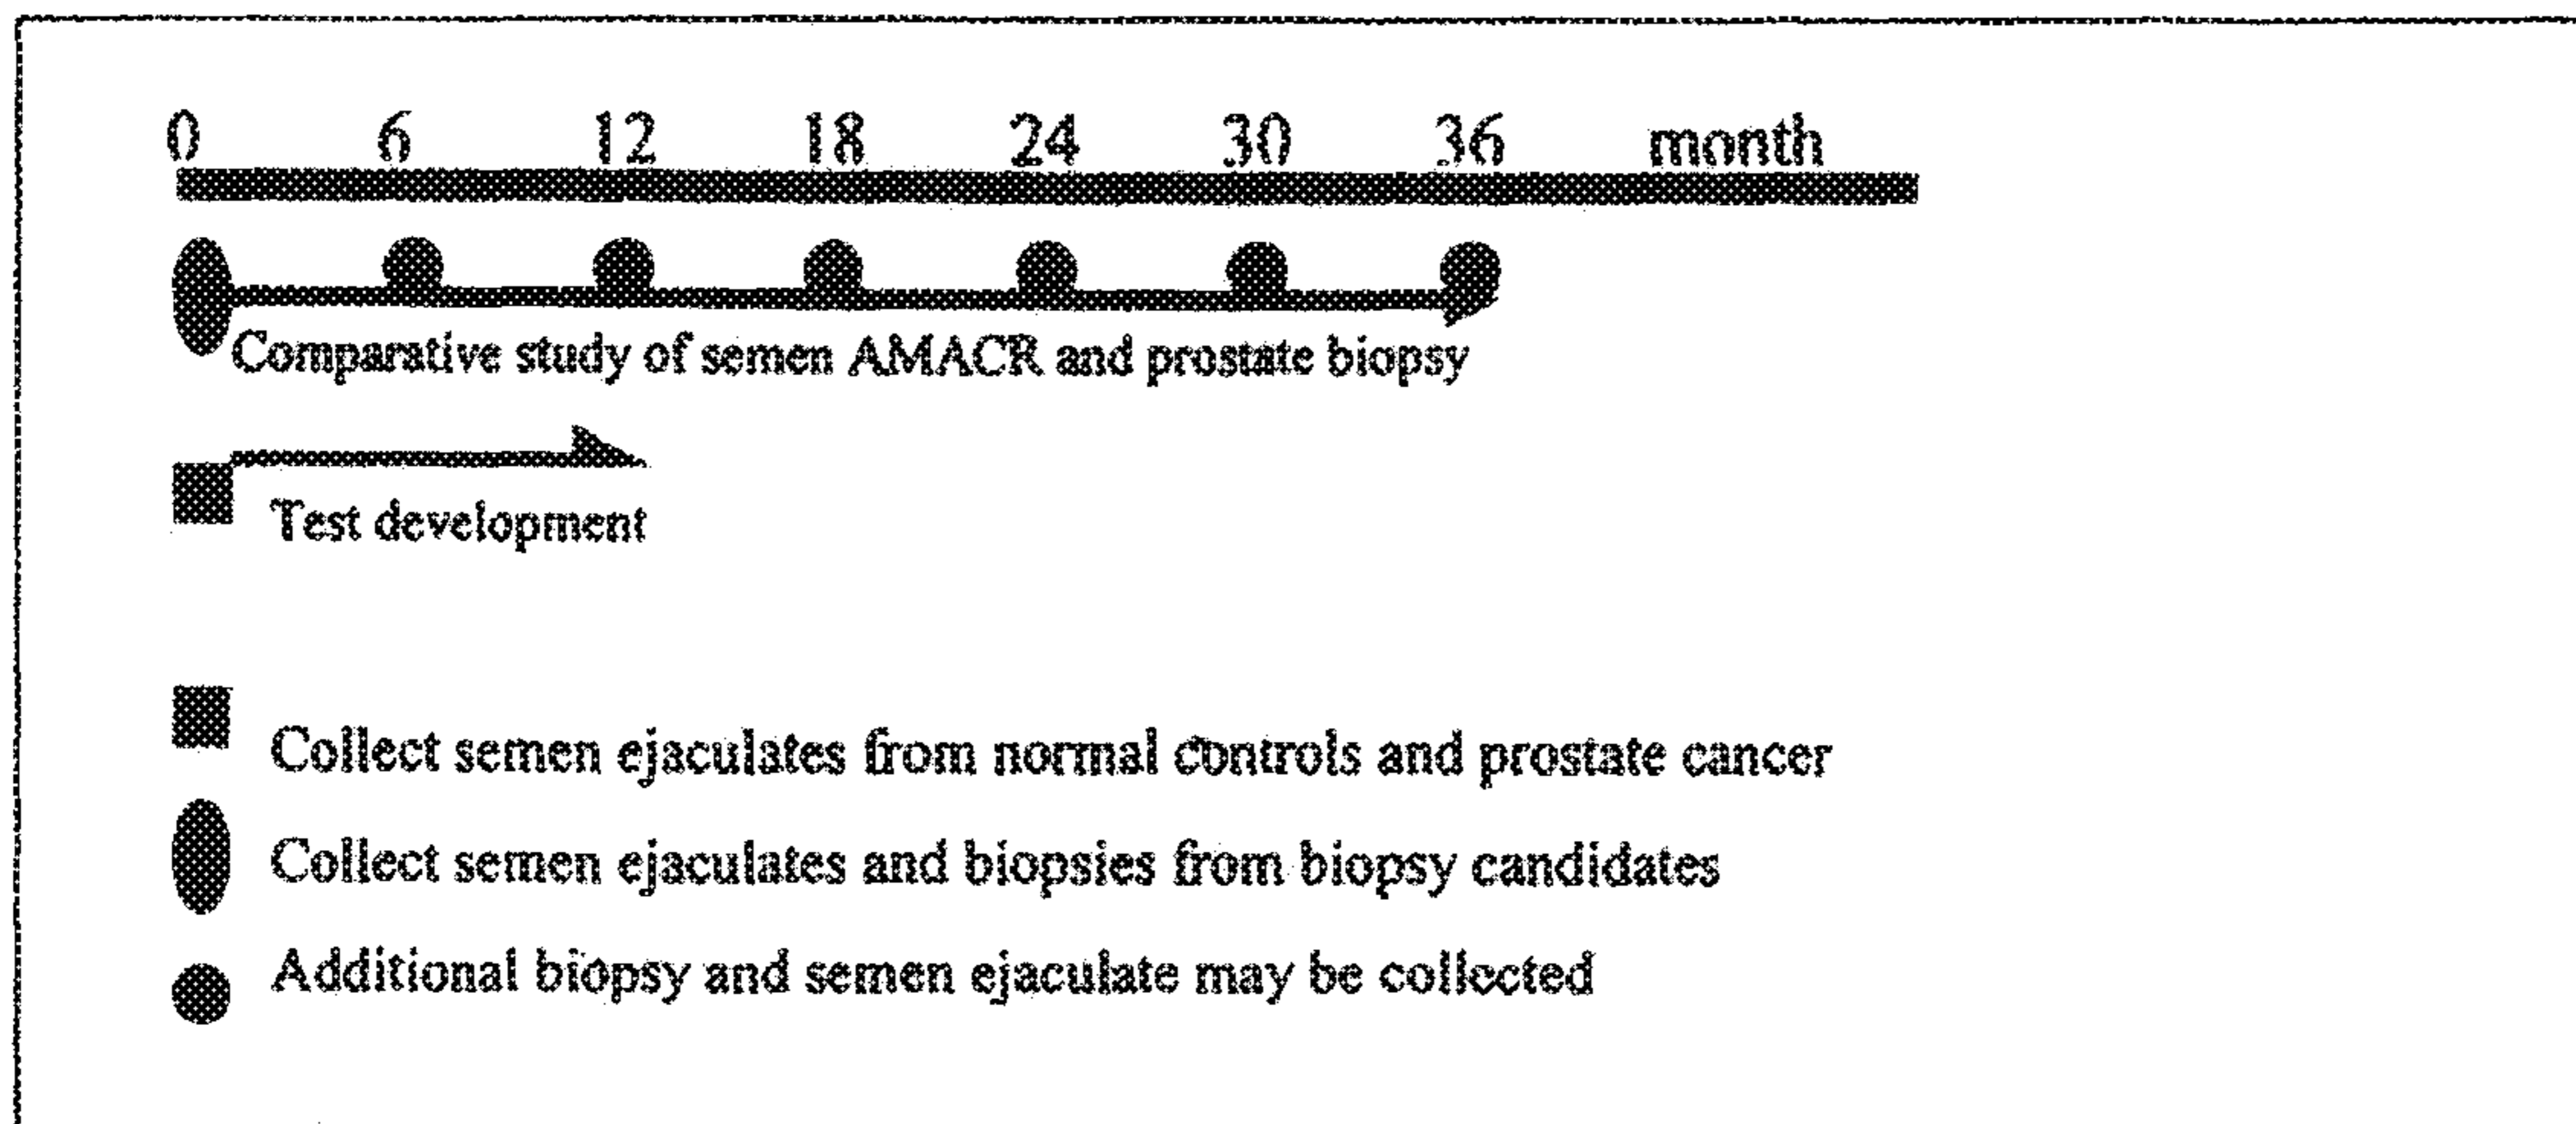 0 6 12 18 24 30 36 month
Comparative study of semen AMACR and prostate biopsy
Test development
Collect semen ejaculates from normal controls and prostate cancer
Collect semen ejaculates and biopsies from biopsy candidates
Additional biopsy and semen ejaculate may be collected